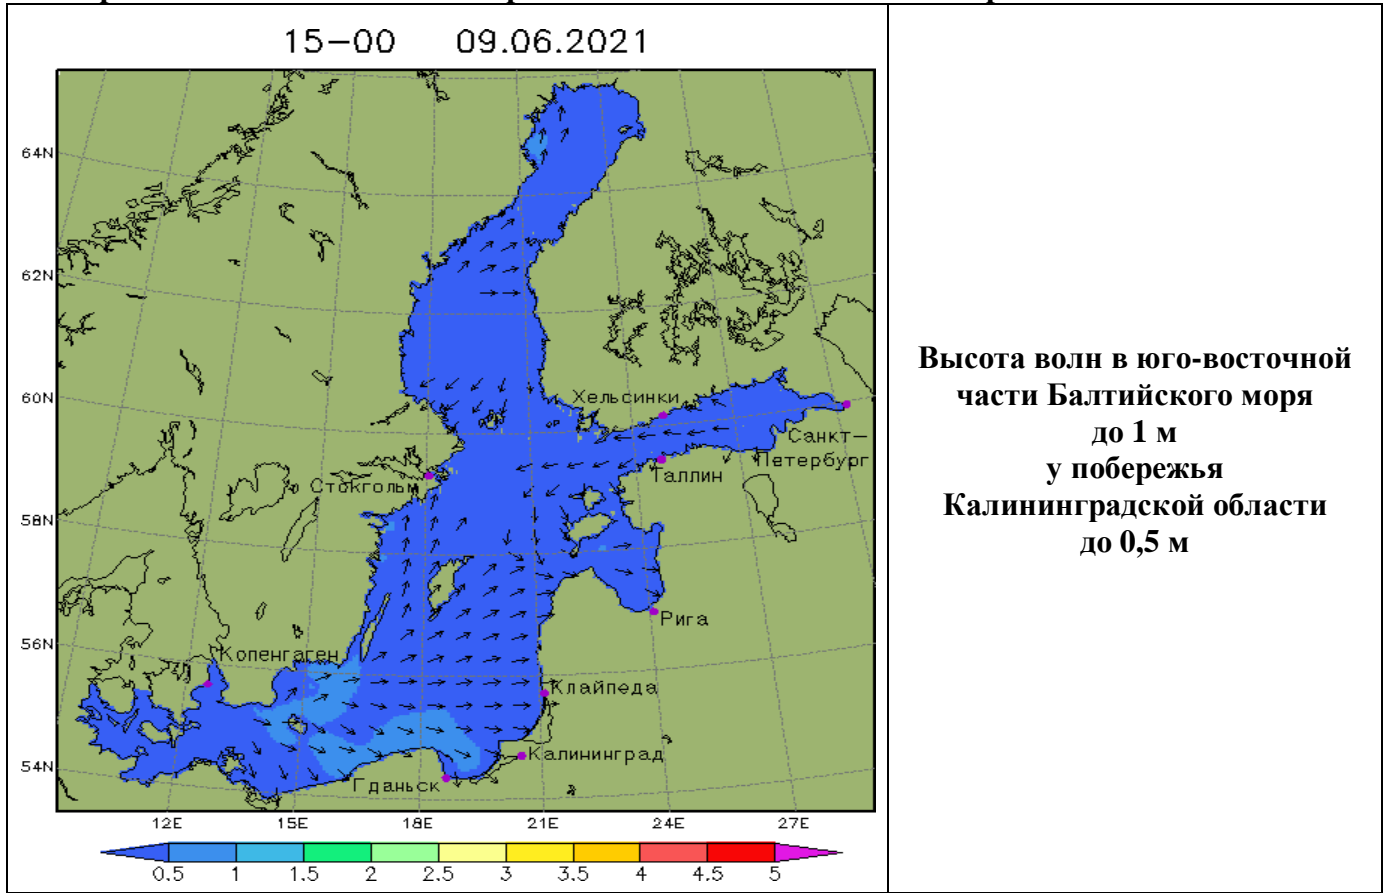 15-00 09.06.2021
64N
62N
60N
58N
56N
54N
Хельсинки
Санкт-
Петербург
Таллин
Стокгольм
Рига
Копенгаген
Клайпеда
Калининград
Гданьск
12E 15E 18E 21E 24E 27E
0.5 1 1.5 2 2.5 3 3.5 4 4.5 5
Высота волн в юго-восточной
части Балтийского моря
до 1 м
у побережья
Калининградской области
до 0,5 м